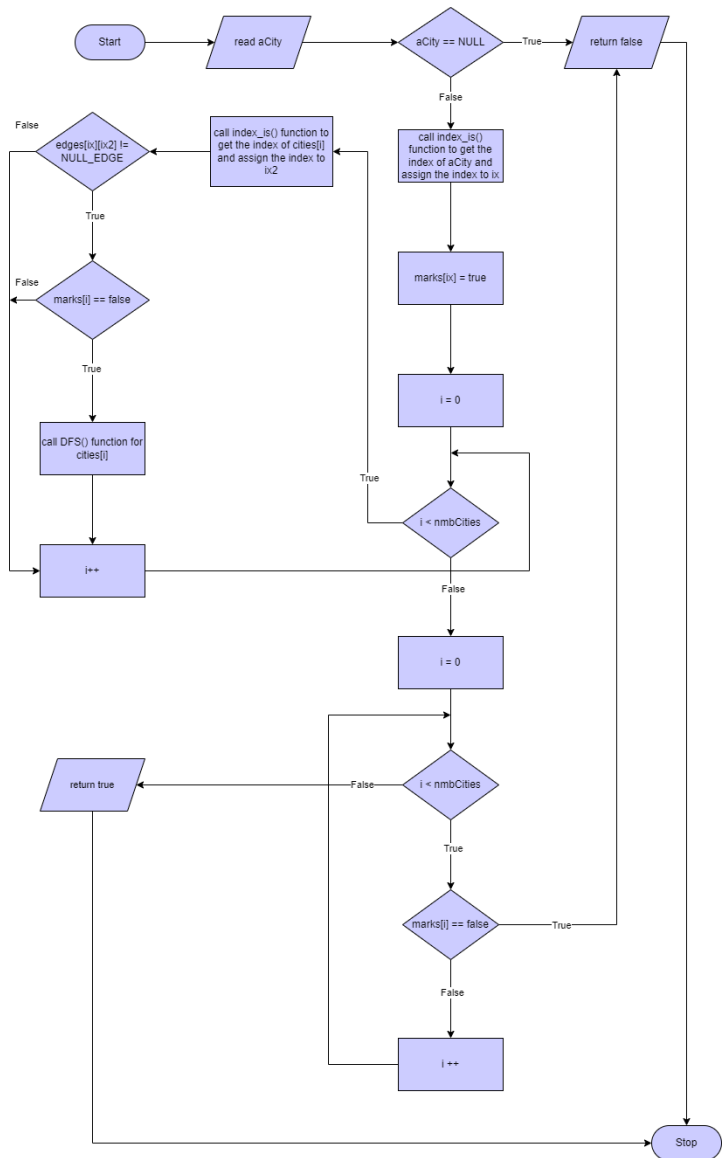 Start
read aCity
aCity == NULL
True
return false
False
call index_is()
function to get the
index of aCity and
assign the index to ix
call index_is() function to
get the index of cities[i]
and assign the index to
ix2
False
edges[ix][ix2] !=
NULL_EDGE
True
marks[ix] = true
False
marks[i] == false
True
i = 0
call DFS() function for
cities[i]
True
i < nmbCities
i++
False
i = 0
i < nmbCities
False
return true
True
marks[i] == false
True
False
i ++
Stop